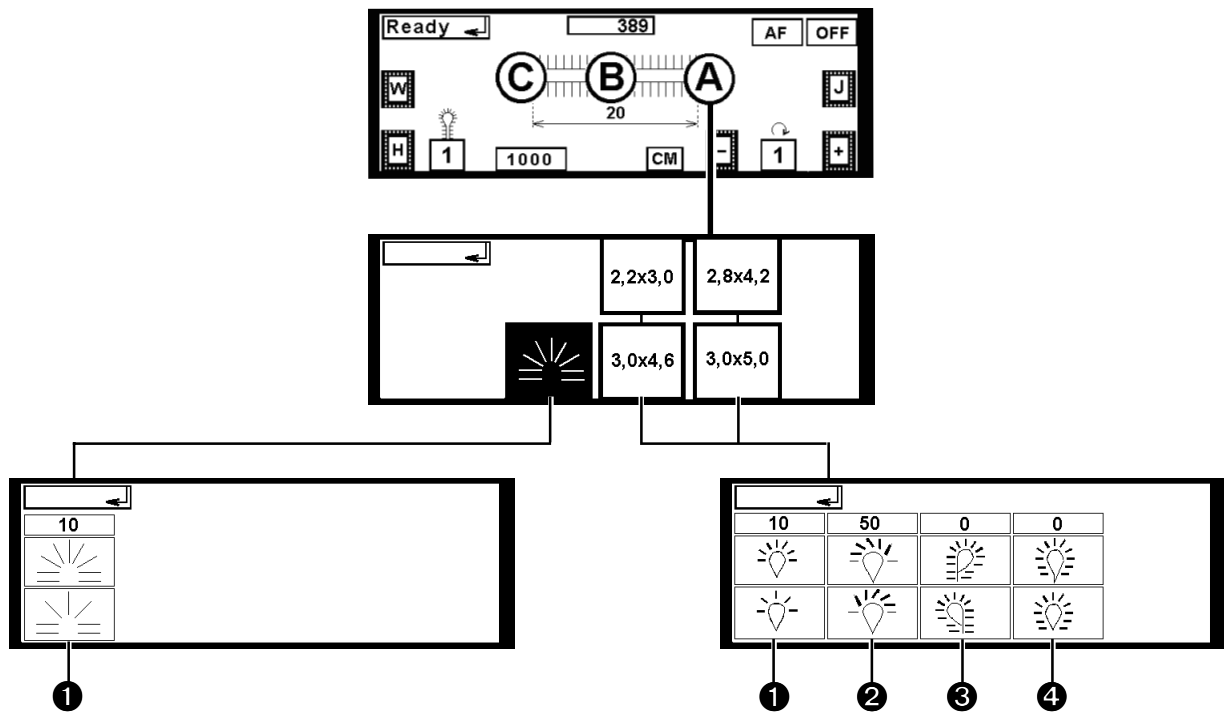 Ready 389 AF OFF
W C B A J
20
H 1 1000 CM - 1 +
2,2x3,0 2,8x4,2
3,0x4,6 3,0x5,0
10
10 50 0 0
1
1 2 3 4